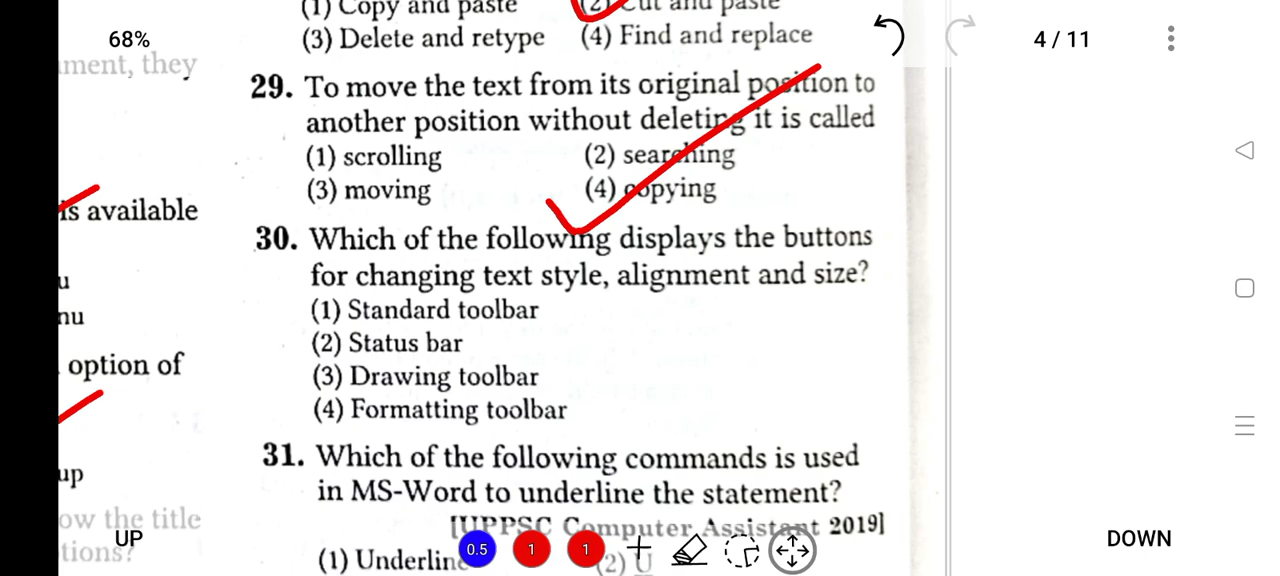 68%
4 / 11
ment, they
is available
u
nu
option of
up
ow the title
tions?
UP
(1) Copy and paste (2) Cut and paste
(3) Delete and retype (4) Find and replace
29. To move the text from its original position to
another position without deleting it is called
(1) scrolling (2) searching
(3) moving (4) copying
30. Which of the following displays the buttons
for changing text style, alignment and size?
(1) Standard toolbar
(2) Status bar
(3) Drawing toolbar
(4) Formatting toolbar
31. Which of the following commands is used
in MS-Word to underline the statement?
[UPPSC Computer Assistant 2019]
(1) Underline (2) U
0.5 1 1
DOWN